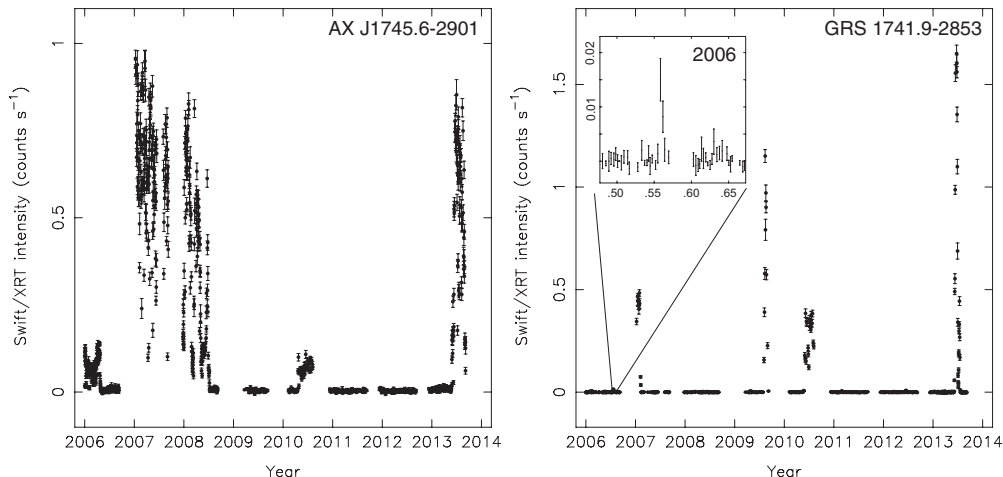 AX J1745.6-2901
Swift/XRT intensity (counts s⁻¹)
1
0.5
0
2006 2007 2008 2009 2010 2011 2012 2013 2014
Year
GRS 1741.9-2853
Swift/XRT intensity (counts s⁻¹)
1.5
1
0.5
0
2006
0.02
0.01
.50 .55 .60 .65
2006 2007 2008 2009 2010 2011 2012 2013 2014
Year